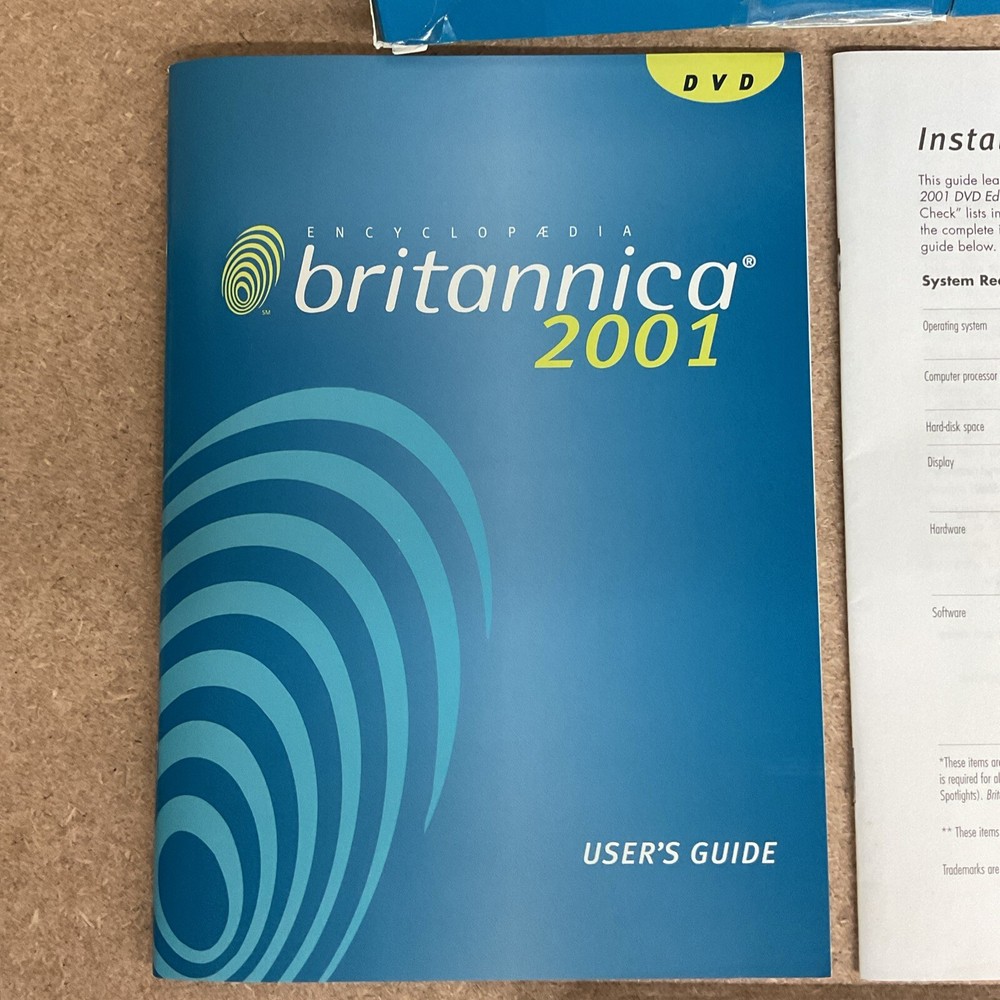 DVD
ENCYCLOPÆDIA
britannica®
SM
2001
USER'S GUIDE
Insta
This guide lea
2001 DVD Ed
Check" lists in
the complete
guide below.
System Re
Operating system
Computer processor
Hard-disk space
Display
Hardware
Software
*These items are
is required for al
Spotlights). Brit
** These items
Trademarks are